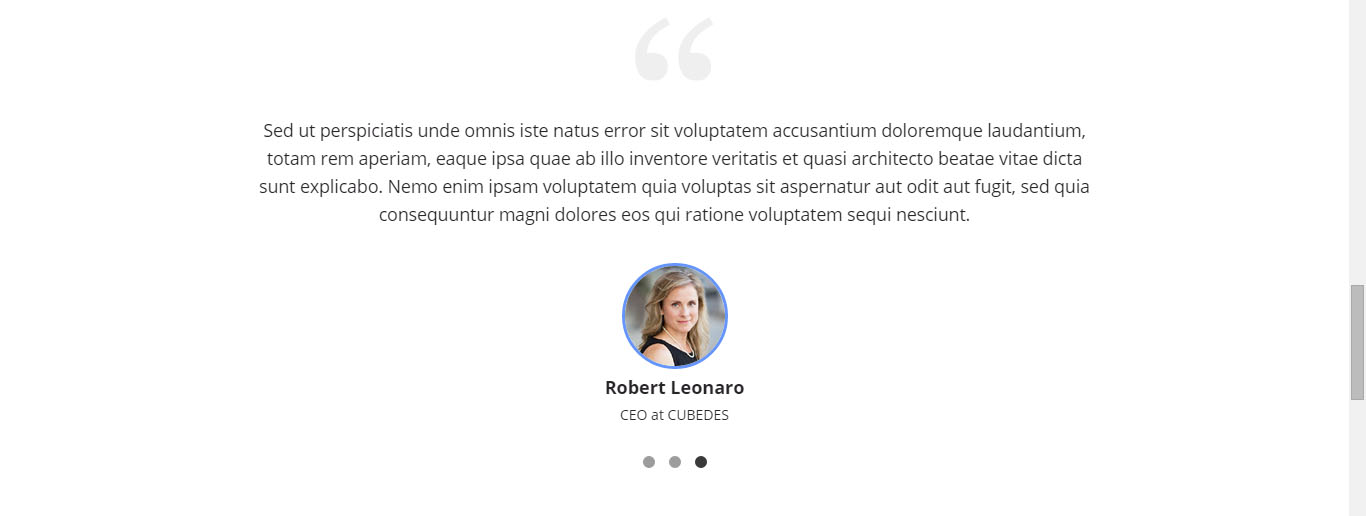 “
Sed ut perspiciatis unde omnis iste natus error sit voluptatem accusantium doloremque laudantium,
totam rem aperiam, eaque ipsa quae ab illo inventore veritatis et quasi architecto beatae vitae dicta
sunt explicabo. Nemo enim ipsam voluptatem quia voluptas sit aspernatur aut odit aut fugit, sed quia
consequuntur magni dolores eos qui ratione voluptatem sequi nesciunt.
Robert Leonaro
CEO at CUBEDES